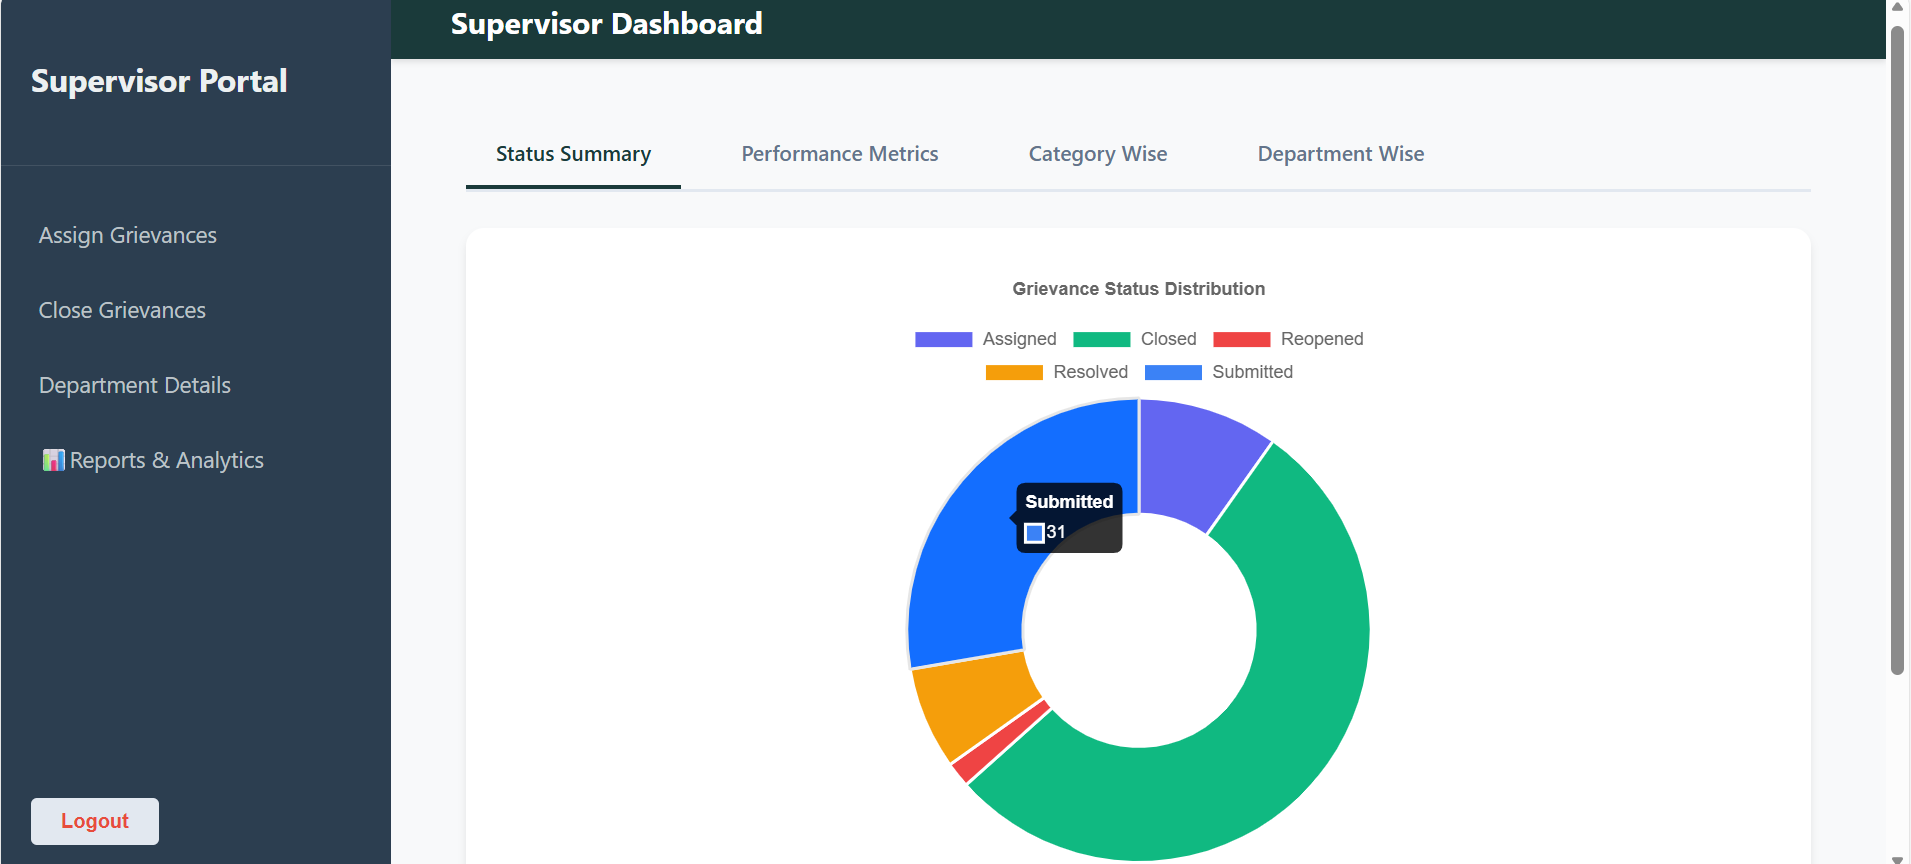 Supervisor Portal
Assign Grievances
Close Grievances
Department Details
Reports & Analytics
Logout
Supervisor Dashboard
Status Summary Performance Metrics Category Wise Department Wise
Grievance Status Distribution
Assigned Closed Reopened
Resolved Submitted
Submitted
31